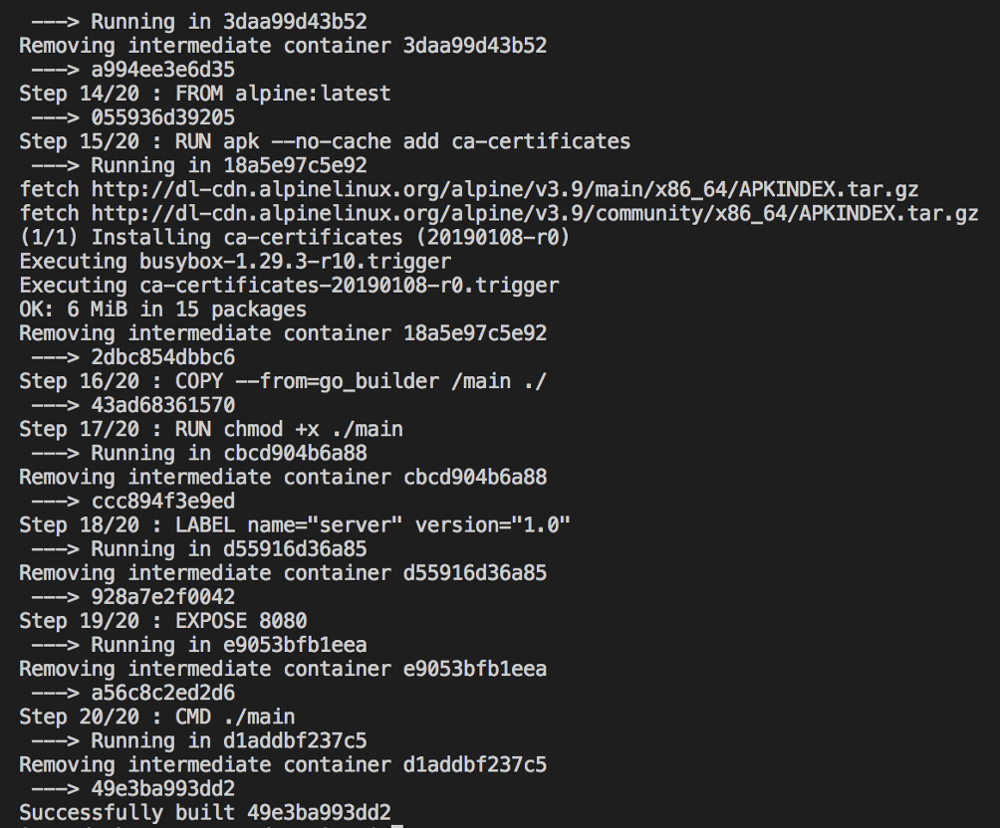 ---> Running in 3daa99d43b52
Removing intermediate container 3daa99d43b52
---> a994ee3e6d35
Step 14/20 : FROM alpine:latest
---> 055936d39205
Step 15/20 : RUN apk --no-cache add ca-certificates
---> Running in 18a5e97c5e92
fetch http://dl-cdn.alpinelinux.org/alpine/v3.9/main/x86_64/APKINDEX.tar.gz
fetch http://dl-cdn.alpinelinux.org/alpine/v3.9/community/x86_64/APKINDEX.tar.gz
(1/1) Installing ca-certificates (20190108-r0)
Executing busybox-1.29.3-r10.trigger
Executing ca-certificates-20190108-r0.trigger
OK: 6 MiB in 15 packages
Removing intermediate container 18a5e97c5e92
---> 2dbc854dbbc6
Step 16/20 : COPY --from=go_builder /main ./
---> 43ad68361570
Step 17/20 : RUN chmod +x ./main
---> Running in cbcd904b6a88
Removing intermediate container cbcd904b6a88
---> ccc894f3e9ed
Step 18/20 : LABEL name="server" version="1.0"
---> Running in d55916d36a85
Removing intermediate container d55916d36a85
---> 928a7e2f0042
Step 19/20 : EXPOSE 8080
---> Running in e9053bfb1eea
Removing intermediate container e9053bfb1eea
---> a56c8c2ed2d6
Step 20/20 : CMD ./main
---> Running in d1addbf237c5
Removing intermediate container d1addbf237c5
---> 49e3ba993dd2
Successfully built 49e3ba993dd2